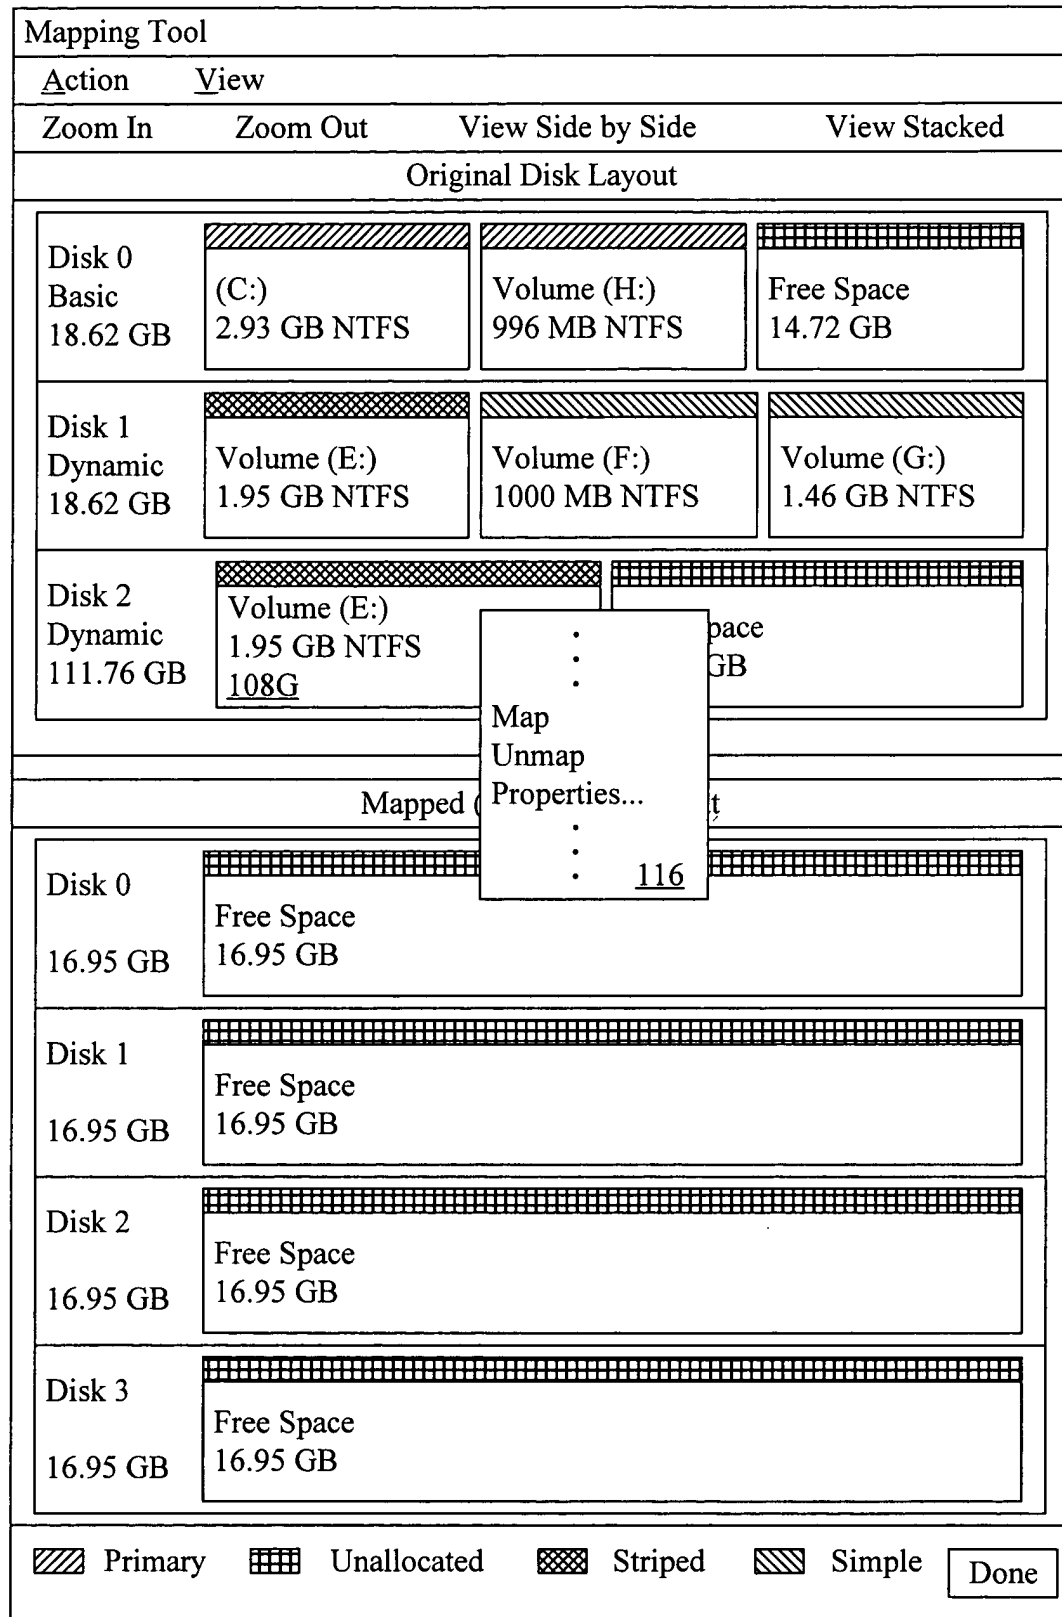 Mapping Tool
Action View
Zoom In Zoom Out View Side by Side View Stacked
Original Disk Layout
Disk 0
Basic
18.62 GB
(C:)
2.93 GB NTFS
Volume (H:)
996 MB NTFS
Free Space
14.72 GB
Disk 1
Dynamic
18.62 GB
Volume (E:)
1.95 GB NTFS
Volume (F:)
1000 MB NTFS
Volume (G:)
1.46 GB NTFS
Disk 2
Dynamic
111.76 GB
Volume (E:)
1.95 GB NTFS
108G
pace
GB
Map
Unmap
Properties...
116
Mapped (
Disk 0
16.95 GB
Free Space
16.95 GB
Disk 1
16.95 GB
Free Space
16.95 GB
Disk 2
16.95 GB
Free Space
16.95 GB
Disk 3
16.95 GB
Free Space
16.95 GB
Primary Unallocated Striped Simple Done